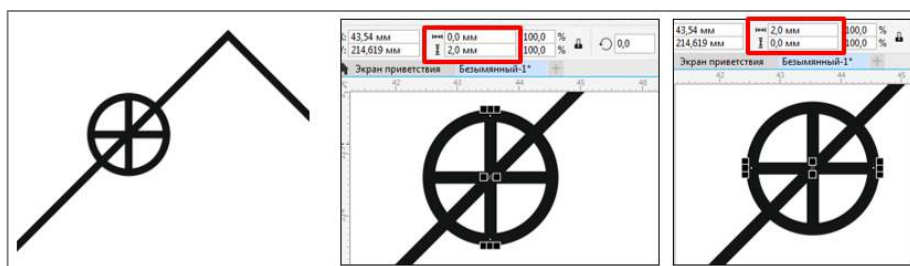 X: 43,54 мм 0,0 мм 100,0 % 0,0
Y: 214,619 мм 2,0 мм 100,0 %
Экран приветствия Безымянный-1*
42 43 44 45 46
43,54 мм 2,0 мм 100,0 %
214,619 мм 0,0 мм 100,0 %
Экран приветствия Безымянный-1*
42 43 44 45